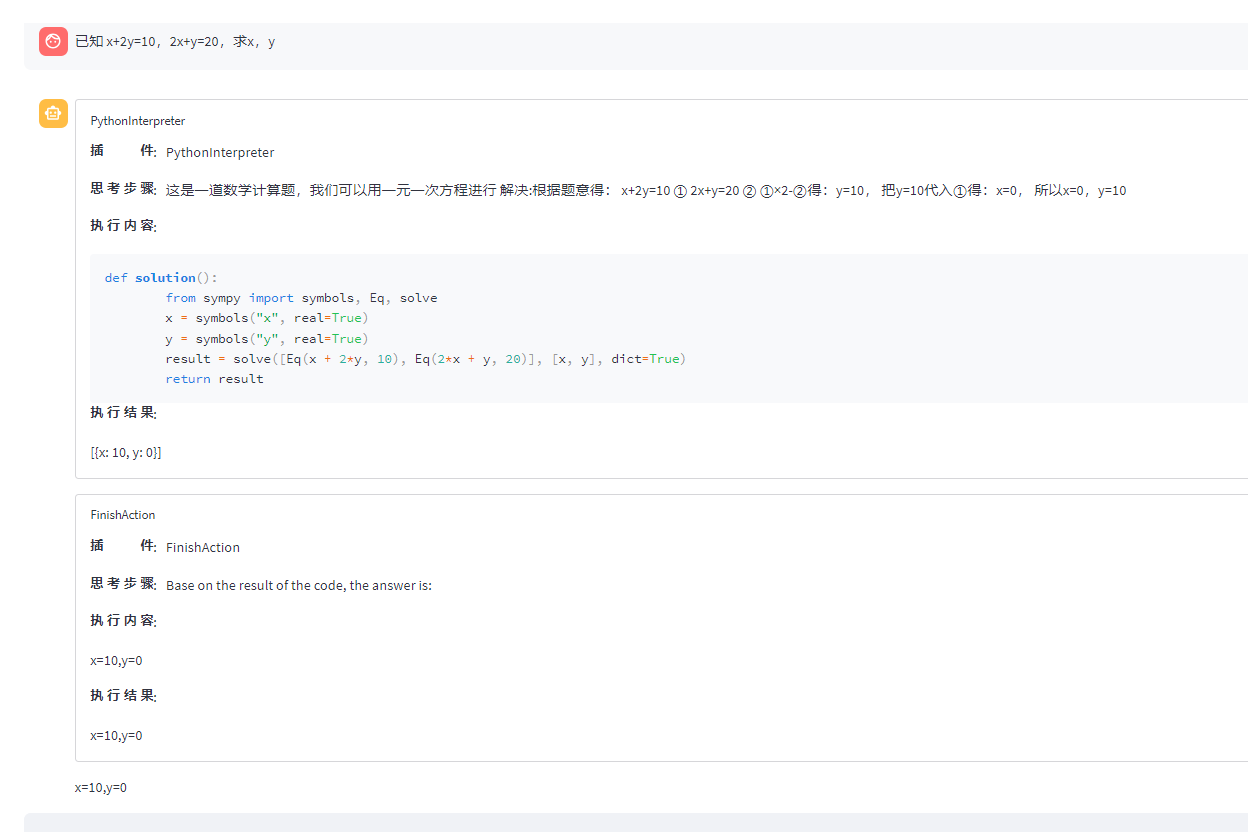 已知 x+2y=10，2x+y=20，求x，y
PythonInterpreter
插 件: PythonInterpreter
思考步骤: 这是一道数学计算题，我们可以用一元一次方程进行 解决:根据题意得： x+2y=10 ① 2x+y=20 ② ①×2-②得：y=10， 把y=10代入①得：x=0， 所以x=0，y=10
执行内容:
def solution():
from sympy import symbols, Eq, solve
x = symbols("x", real=True)
y = symbols("y", real=True)
result = solve([Eq(x + 2*y, 10), Eq(2*x + y, 20)], [x, y], dict=True)
return result
执行结果:
[[{x: 10, y: 0}]
FinishAction
插 件: FinishAction
思考步骤: Base on the result of the code, the answer is:
执行内容:
x=10,y=0
执行结果:
x=10,y=0
x=10,y=0